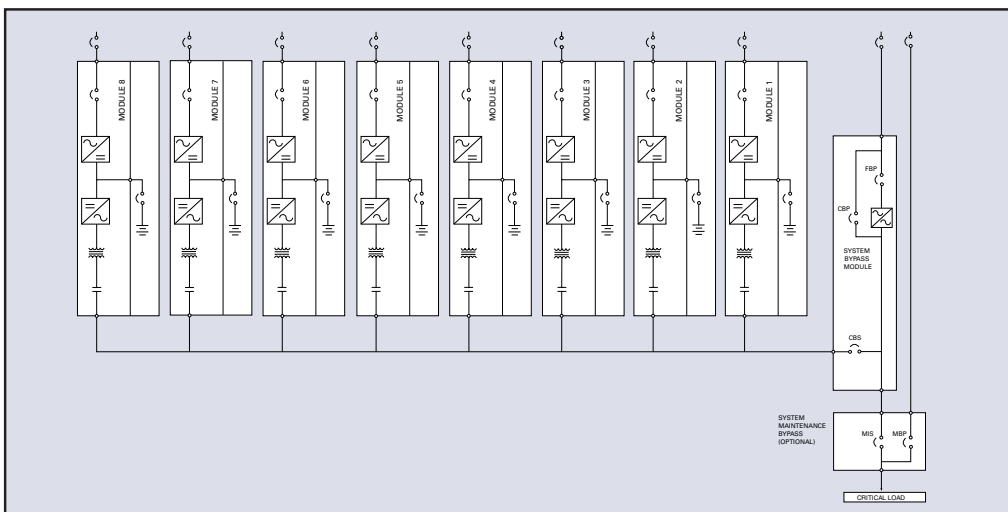 MODULE 8
MODULE 7
MODULE 6
MODULE 5
MODULE 4
MODULE 3
MODULE 2
MODULE 1
FBP
CBP
SYSTEM
BYPASS
MODULE
CBS
SYSTEM
MAINTENANCE
BYPASS
(OPTIONAL)
MIS
MBP
CRITICAL LOAD